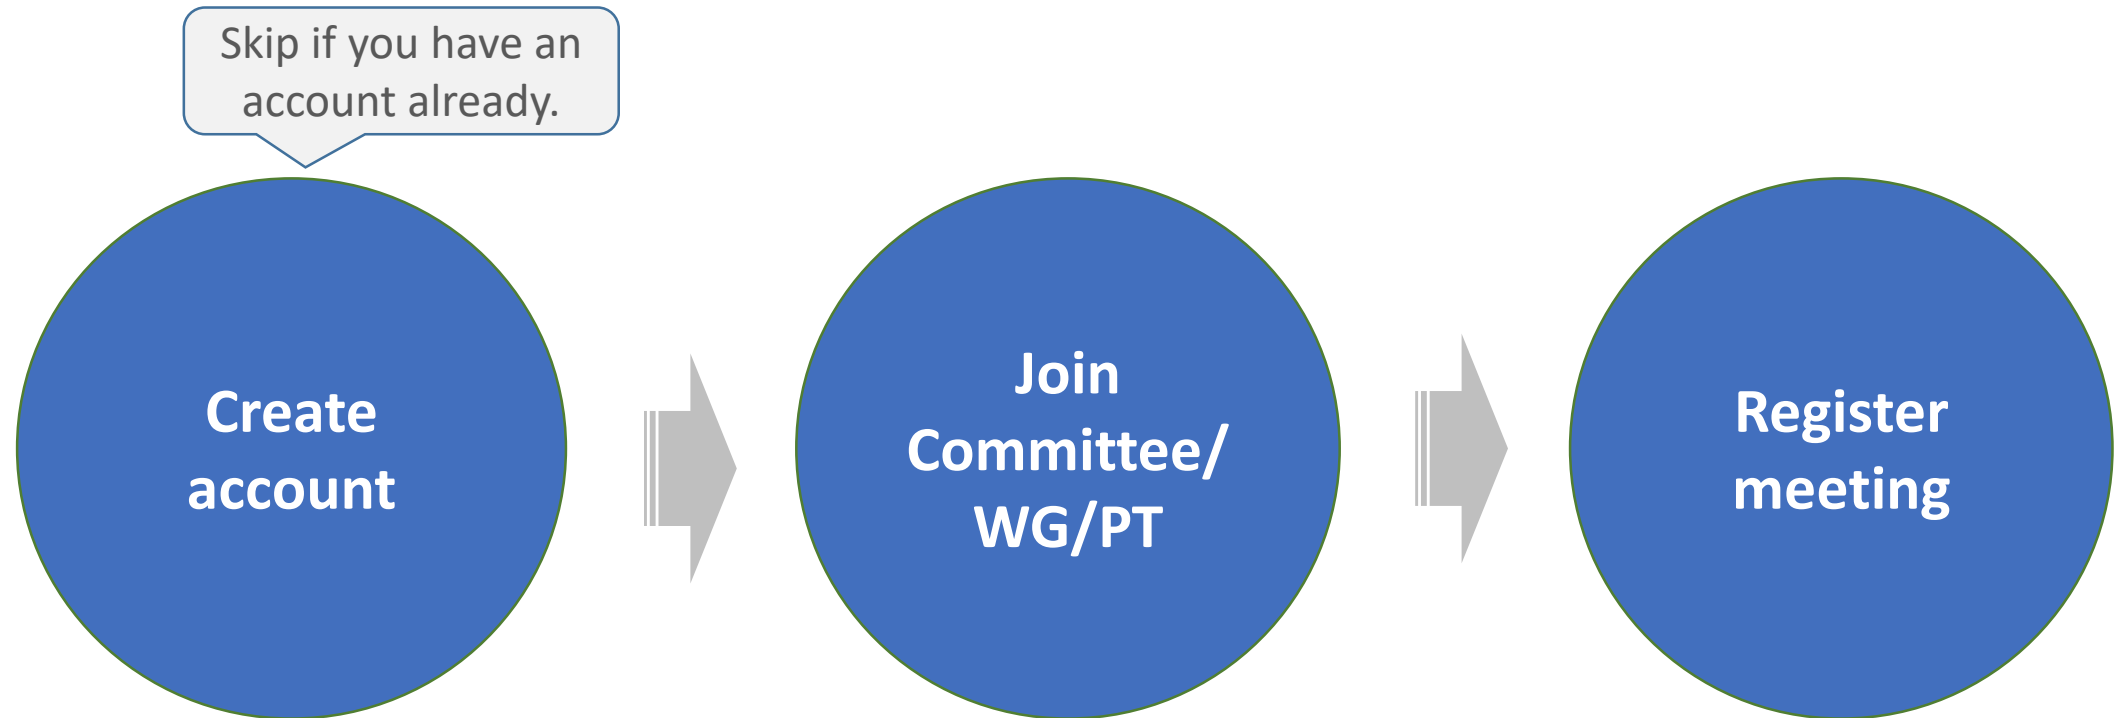 Skip if you have an
account already.
Create
account
Join
Committee/
WG/PT
Register
meeting